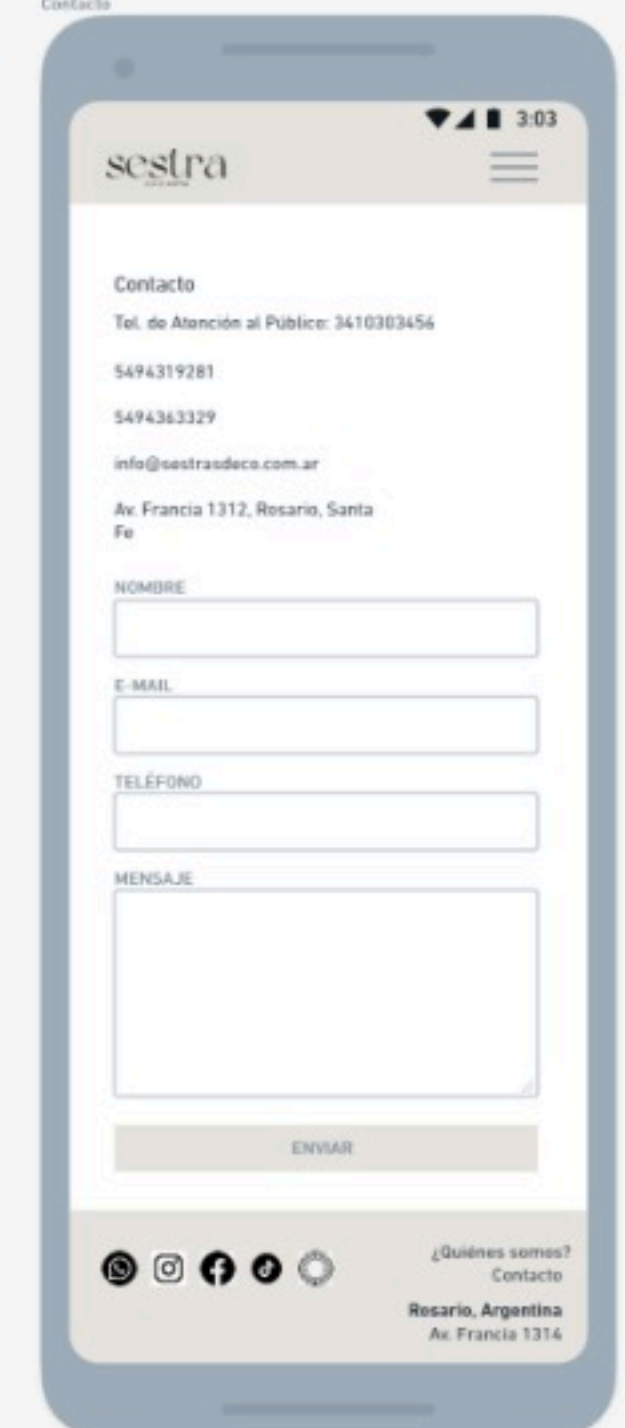 Contacto
3:03
sestra
Contacto
Tel. de Atención al Público: 3410303456
5494319281
5494363329
info@sestrasdeco.com.ar
Av. Francia 1312, Rosario, Santa
Fe
NOMBRE
E-MAIL
TELÉFONO
MENSAJE
ENVIAR
¿Quiénes somos?
Contacto
Rosario, Argentina
Av. Francia 1314